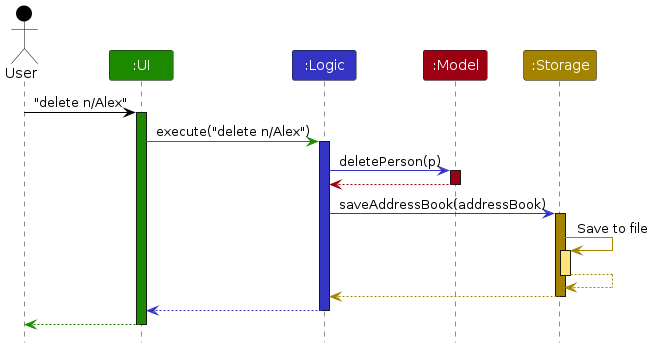 User
:UI
:Logic
:Model
:Storage
"delete n/Alex"
execute("delete n/Alex")
deletePerson(p)
saveAddressBook(addressBook)
Save to file